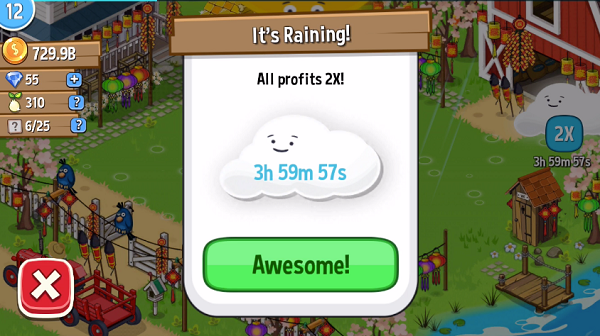 12
It's Raining!
729.9B
All profits 2X!
55 +
310 ?
? 6/25 ?
2X
3h 59m 57s
3h 59m 57s
Awesome!